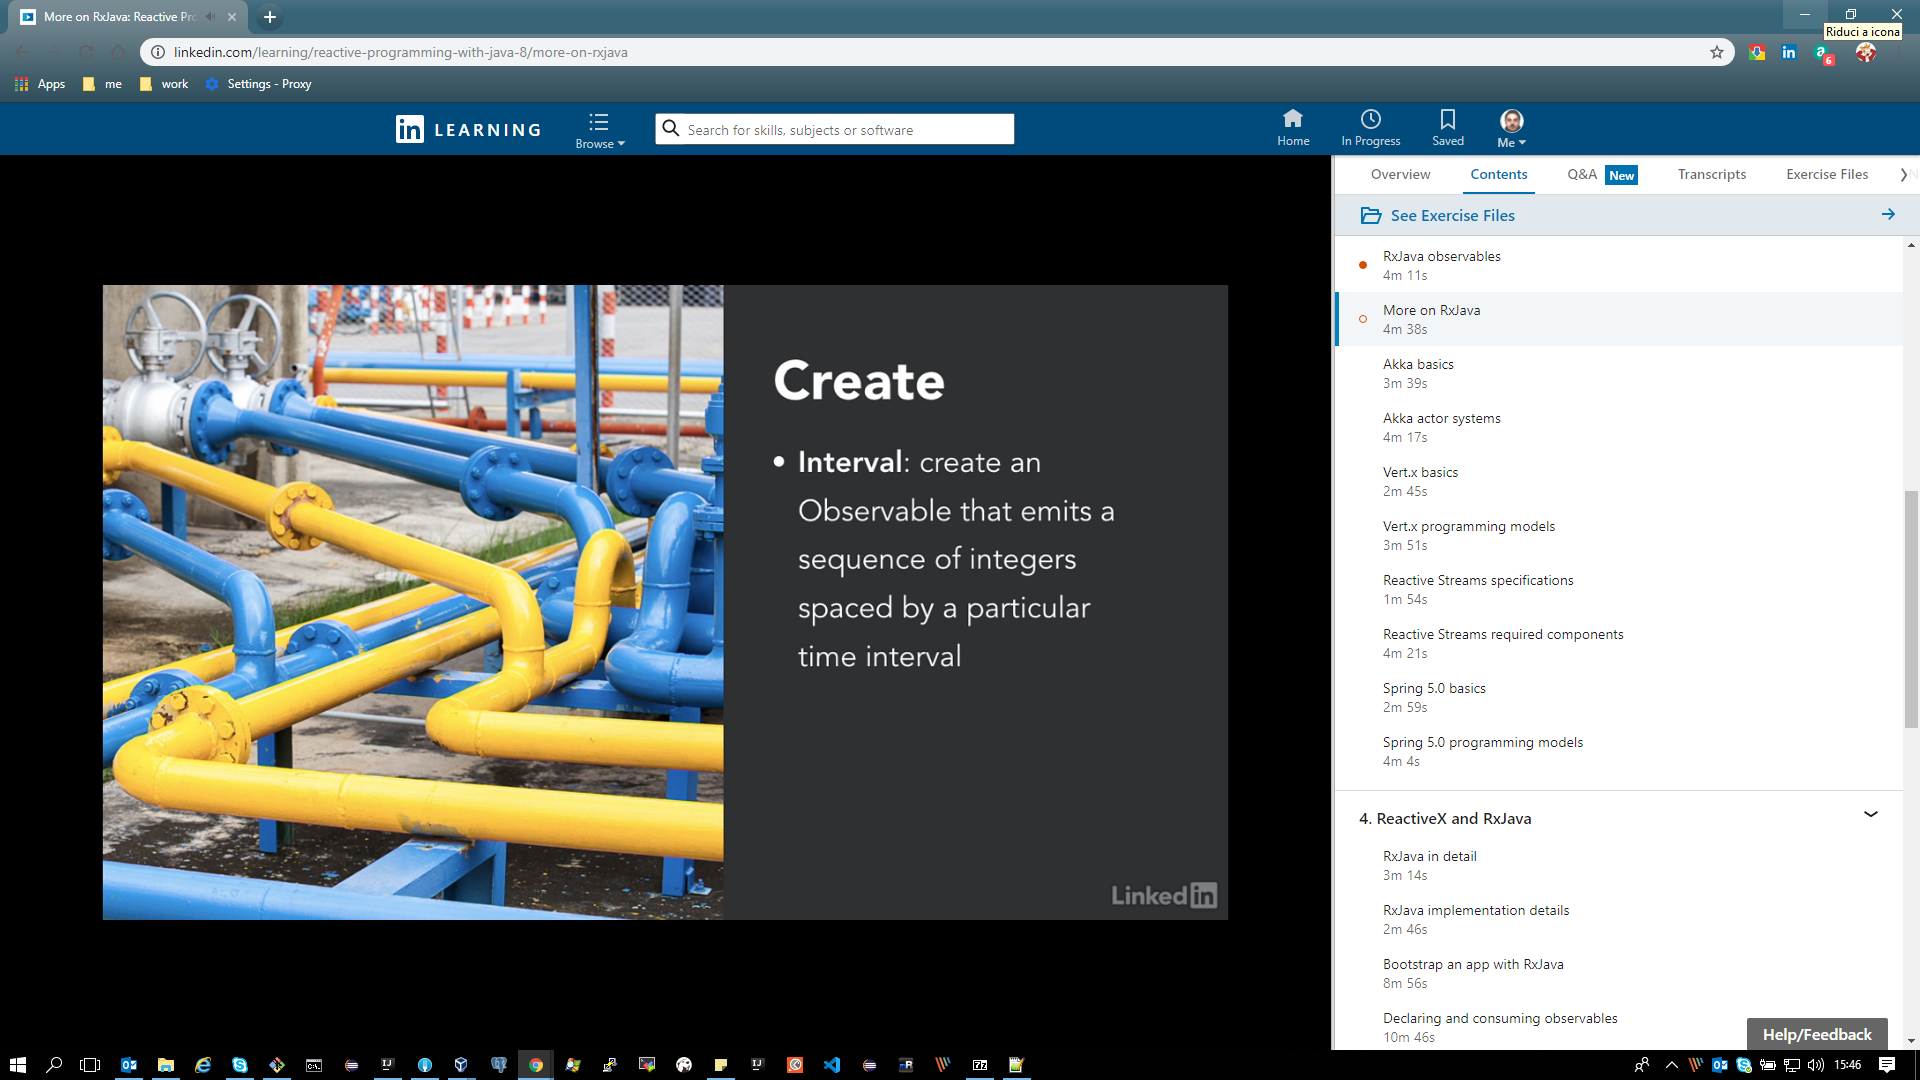 More on RxJava: Reactive Pr
Riduci a icona
linkedin.com/learning/reactive-programming-with-java-8/more-on-rxjava
6
Apps
me
work
Settings - Proxy
in LEARNING
Browse
Search for skills, subjects or software
Home
In Progress
Saved
Me
Overview
Contents
Q&A New
Transcripts
Exercise Files
See Exercise Files
RxJava observables
4m 11s
More on RxJava
4m 38s
Akka basics
3m 39s
Akka actor systems
4m 17s
Vert.x basics
2m 45s
Vert.x programming models
3m 51s
Reactive Streams specifications
1m 54s
Reactive Streams required components
4m 21s
Spring 5.0 basics
2m 59s
Spring 5.0 programming models
4m 4s
4. ReactiveX and RxJava
RxJava in detail
3m 14s
RxJava implementation details
2m 46s
Bootstrap an app with RxJava
8m 56s
Declaring and consuming observables
10m 46s
Help/Feedback
Create
• Interval: create an
Observable that emits a
sequence of integers
spaced by a particular
time interval
Linked in
15:46